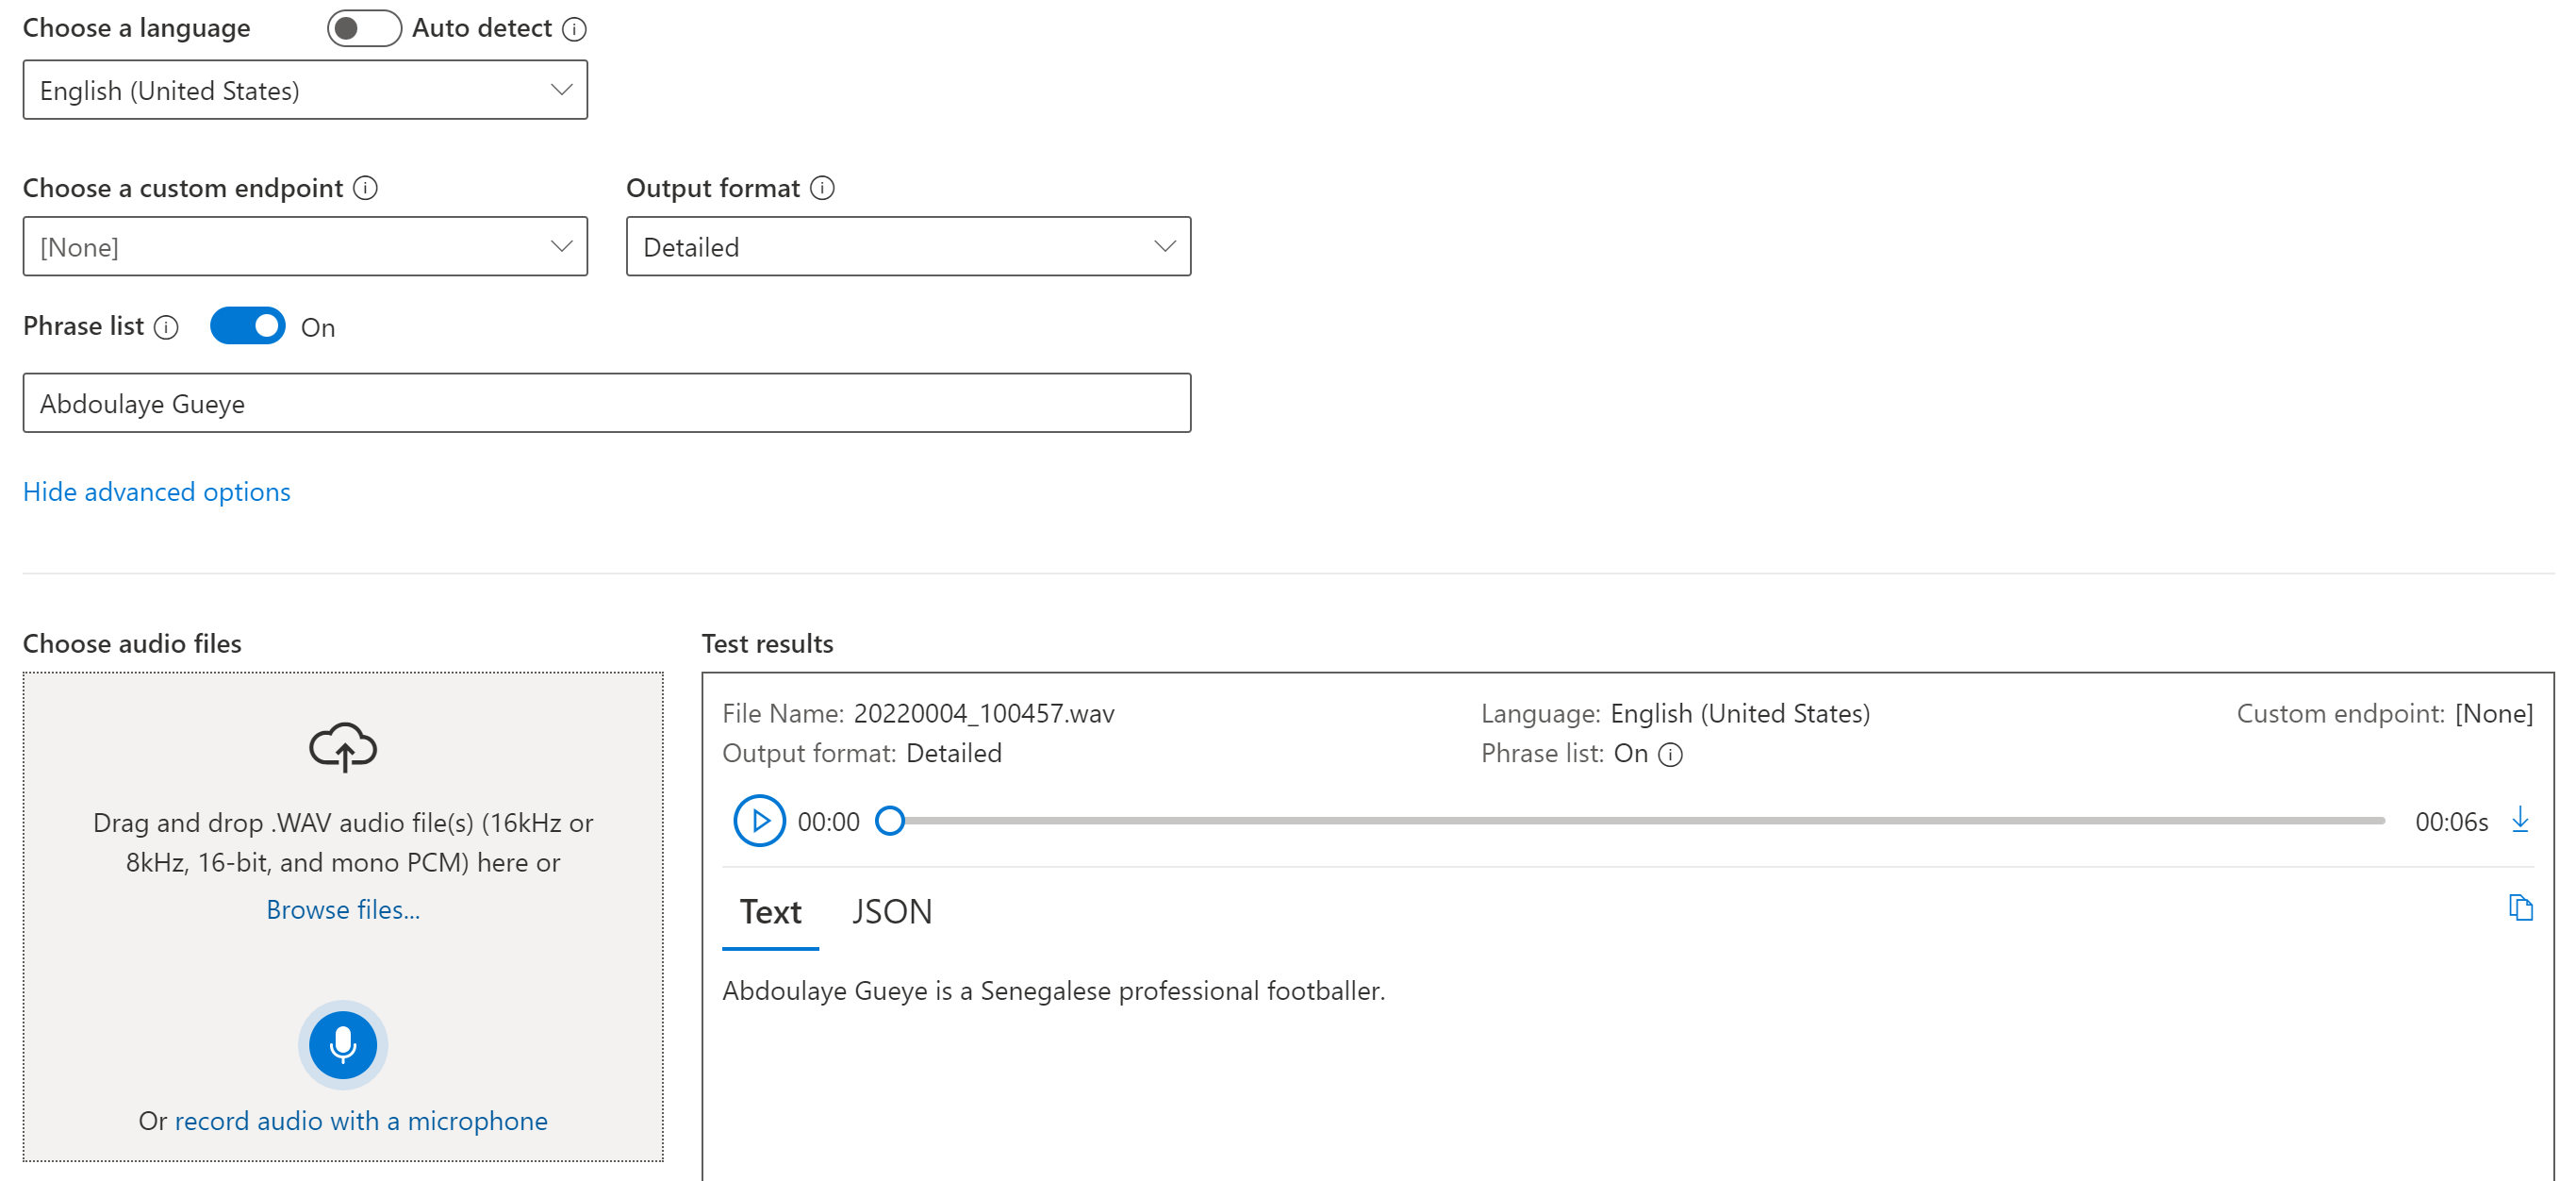 Choose a language
Auto detect
English (United States)
Choose a custom endpoint
Output format
[None]
Detailed
Phrase list
On
Abdoulaye Gueye
Hide advanced options
Choose audio files
Drag and drop .WAV audio file(s) (16kHz or
8kHz, 16-bit, and mono PCM) here or
Browse files...
Or record audio with a microphone
Test results
File Name: 20220004_100457.wav
Language: English (United States)
Custom endpoint: [None]
Output format: Detailed
Phrase list: On
00:00
00:06s
Text
JSON
Abdoulaye Gueye is a Senegalese professional footballer.